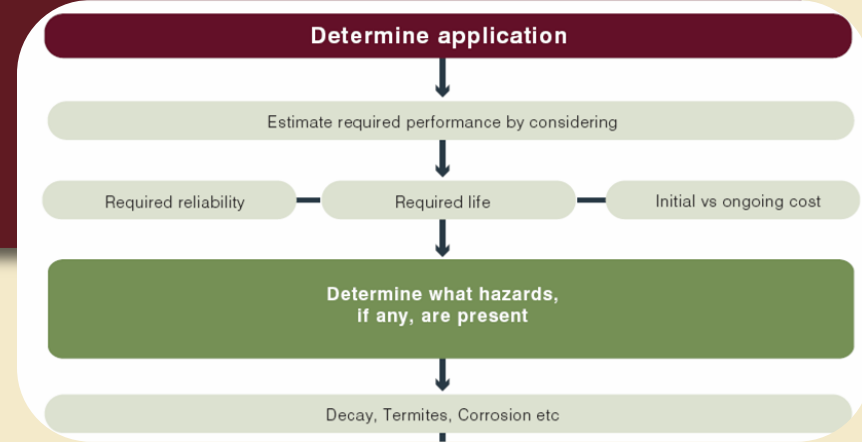 Determine application
Estimate required performance by considering
Required reliability
Required life
Initial vs ongoing cost
Determine what hazards,
if any, are present
Decay, Termites, Corrosion etc